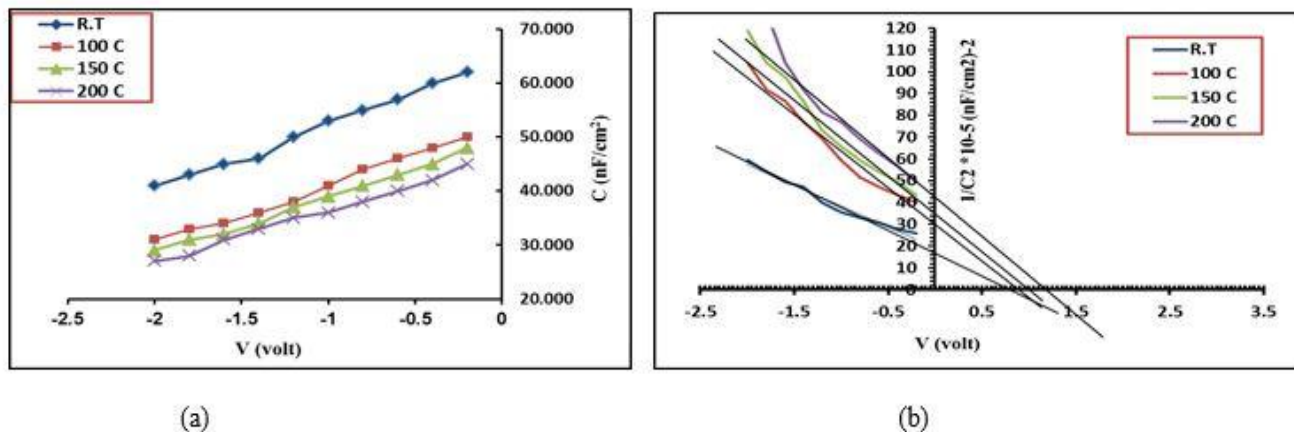 R.T
100 C
150 C
200 C
70.000
60.000
50.000
40.000
30.000
20.000
C (nF/cm²)
-2.5 -2 -1.5 -1 -0.5 0
V (volt)
(a)
120
110
100
90
80
70
60
50
40
30
20
10
0
1/C2 * 10-5 (nF/cm2)-2
R.T
100 C
150 C
200 C
-2.5 -1.5 -0.5 0.5 1.5 2.5 3.5
V (volt)
(b)